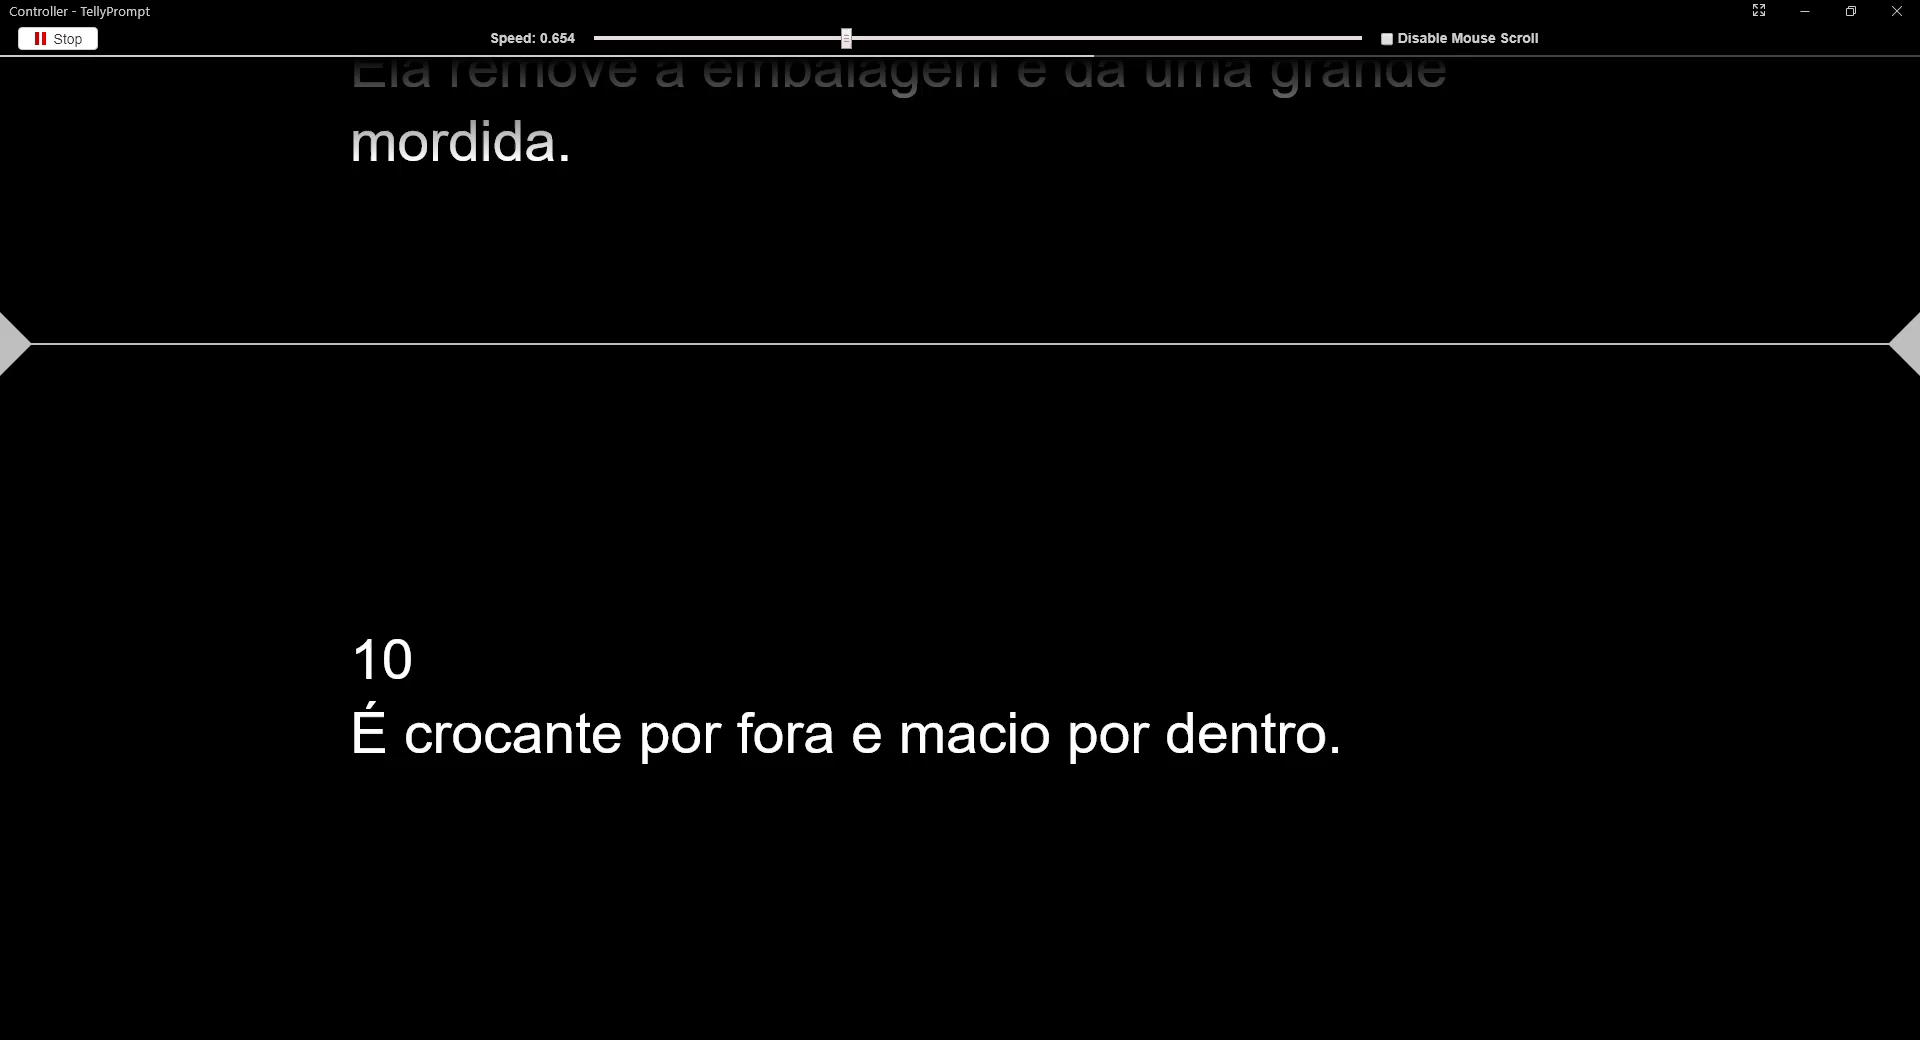 Controller - TellyPrompt
Stop
Speed: 0.654
Disable Mouse Scroll
Ela remove a embalagem e dá uma grande
mordida.
10
É crocante por fora e macio por dentro.